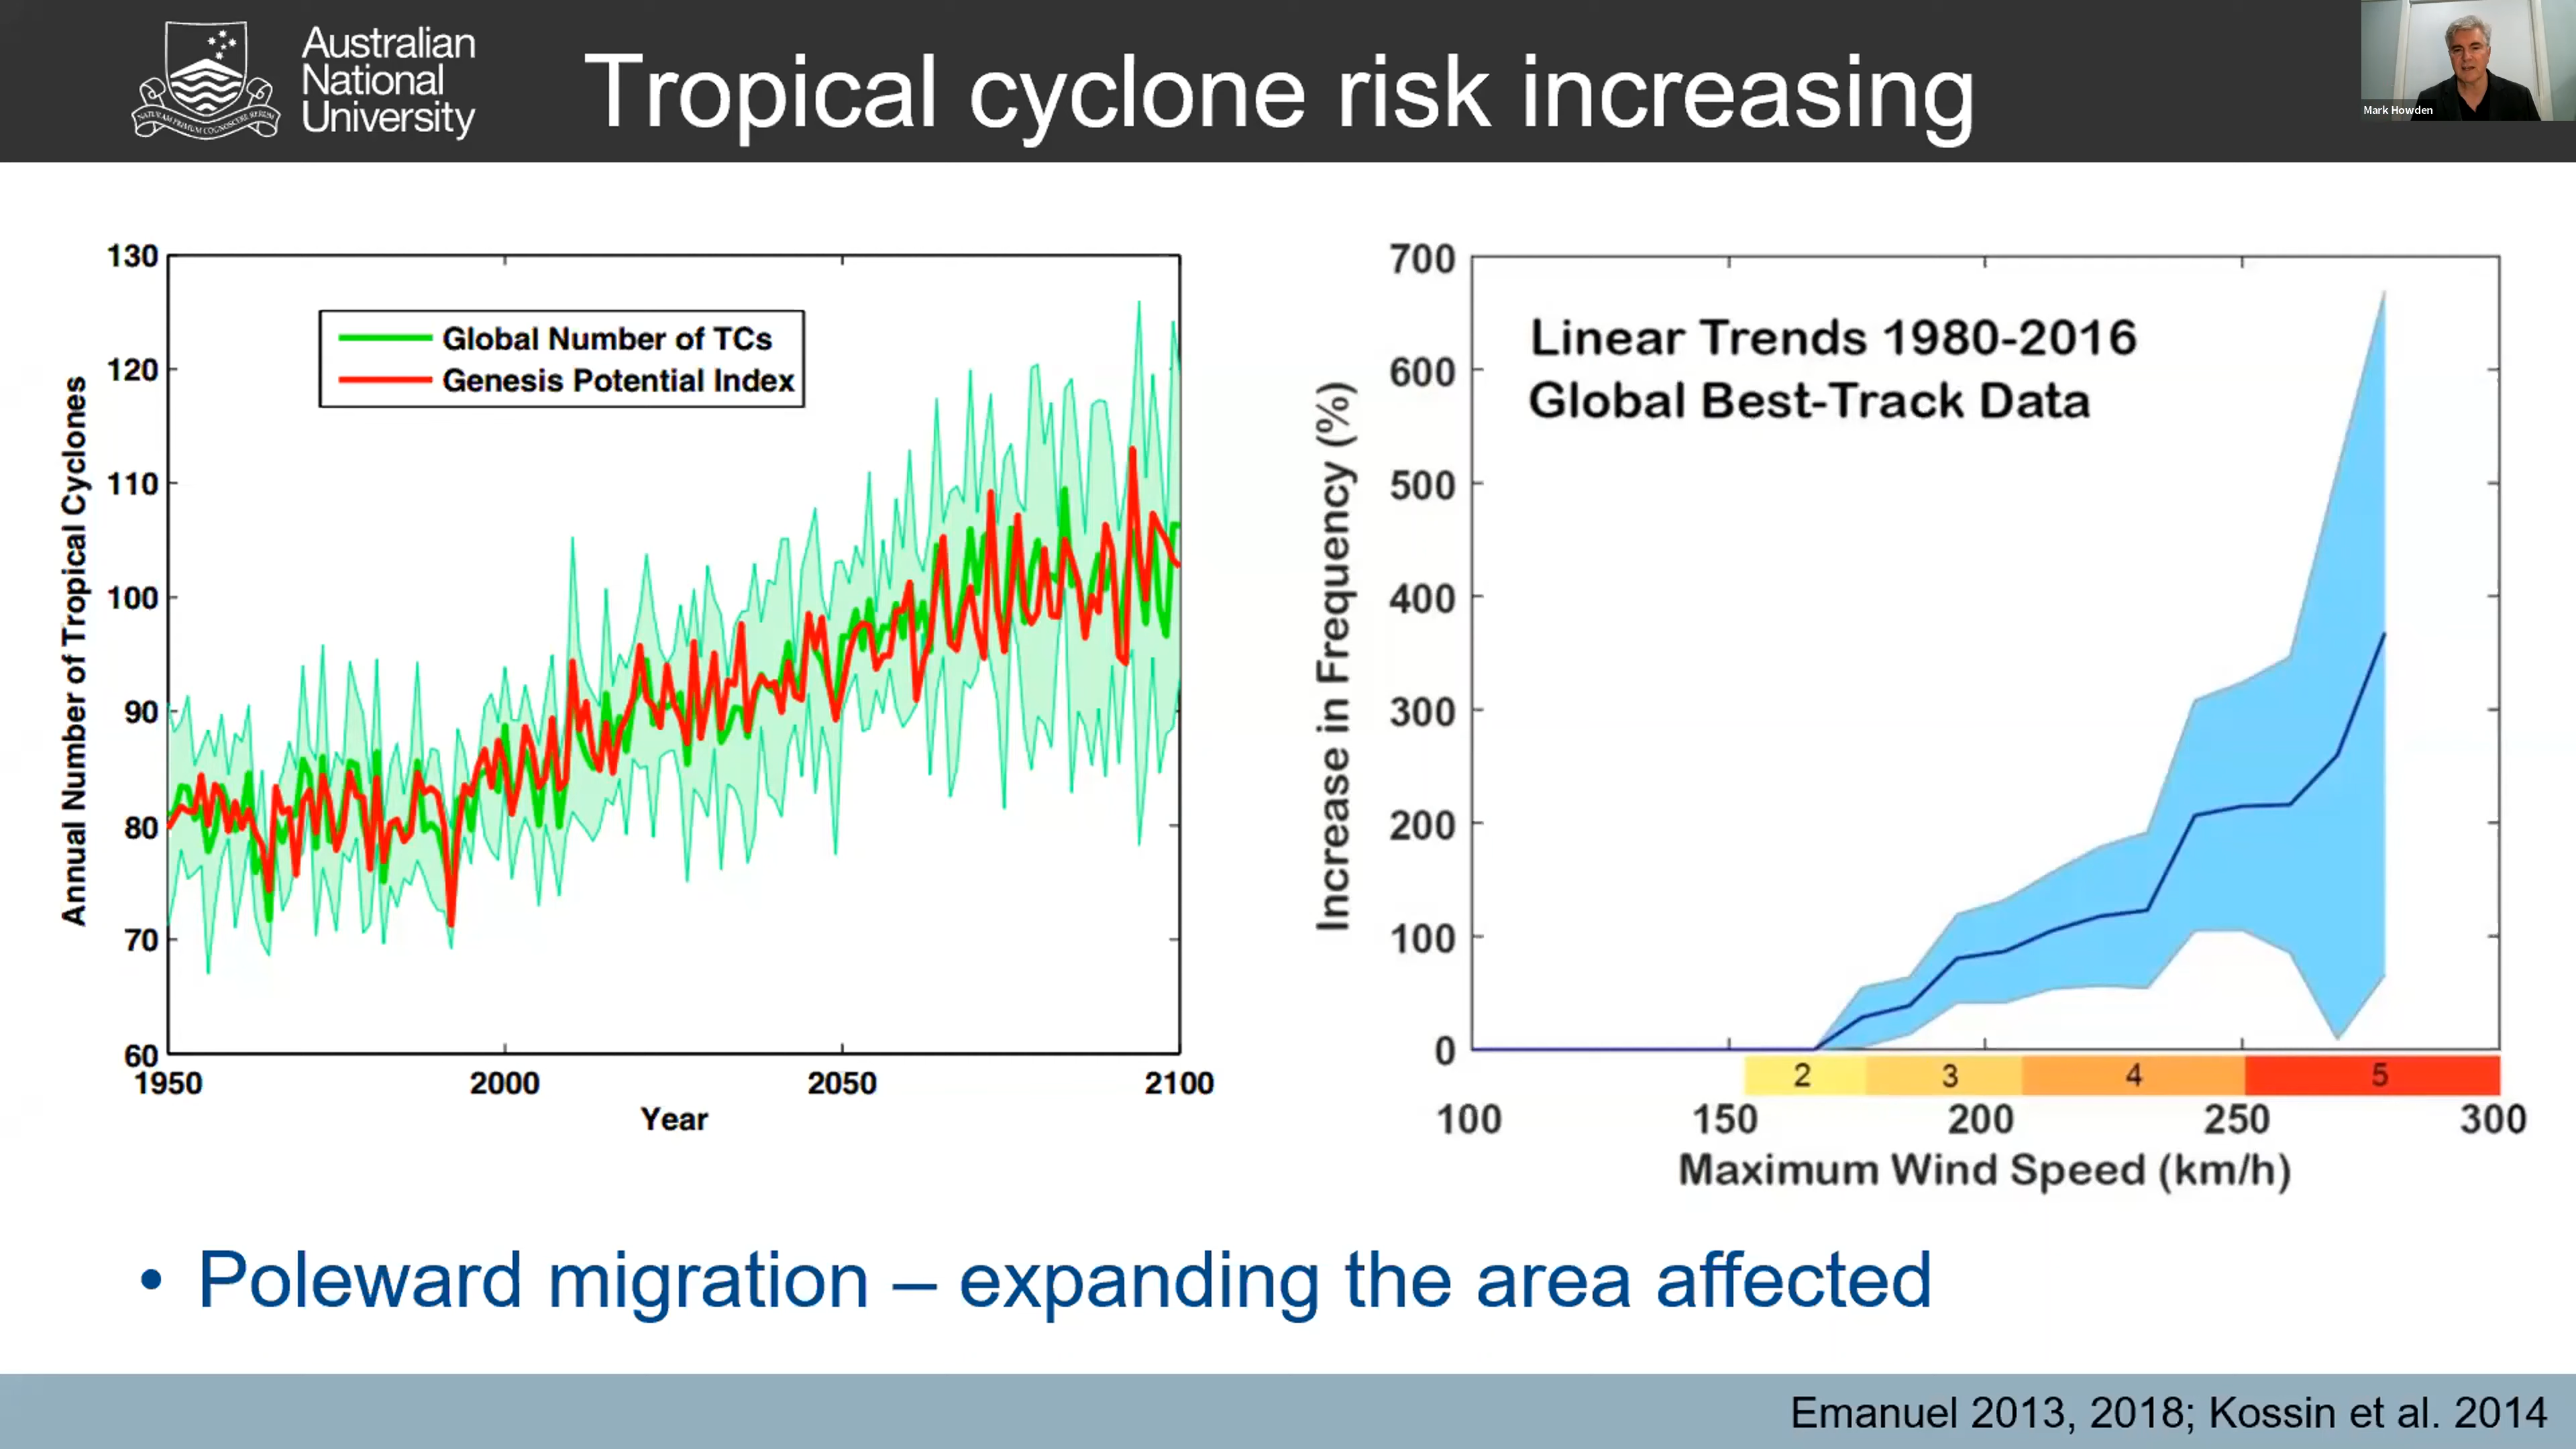 Australian
National
University
NATURAM PRIMUM COGNOSCERE RERUM
Tropical cyclone risk increasing
Mark Howden
130
120
110
100
90
80
70
60
Annual Number of Tropical Cyclones
Global Number of TCs
Genesis Potential Index
1950
2000
2050
2100
Year
700
600
500
400
300
200
100
0
Increase in Frequency (%)
Linear Trends 1980-2016
Global Best-Track Data
2
3
4
5
100
150
200
250
300
Maximum Wind Speed (km/h)
• Poleward migration – expanding the area affected
Emanuel 2013, 2018; Kossin et al. 2014